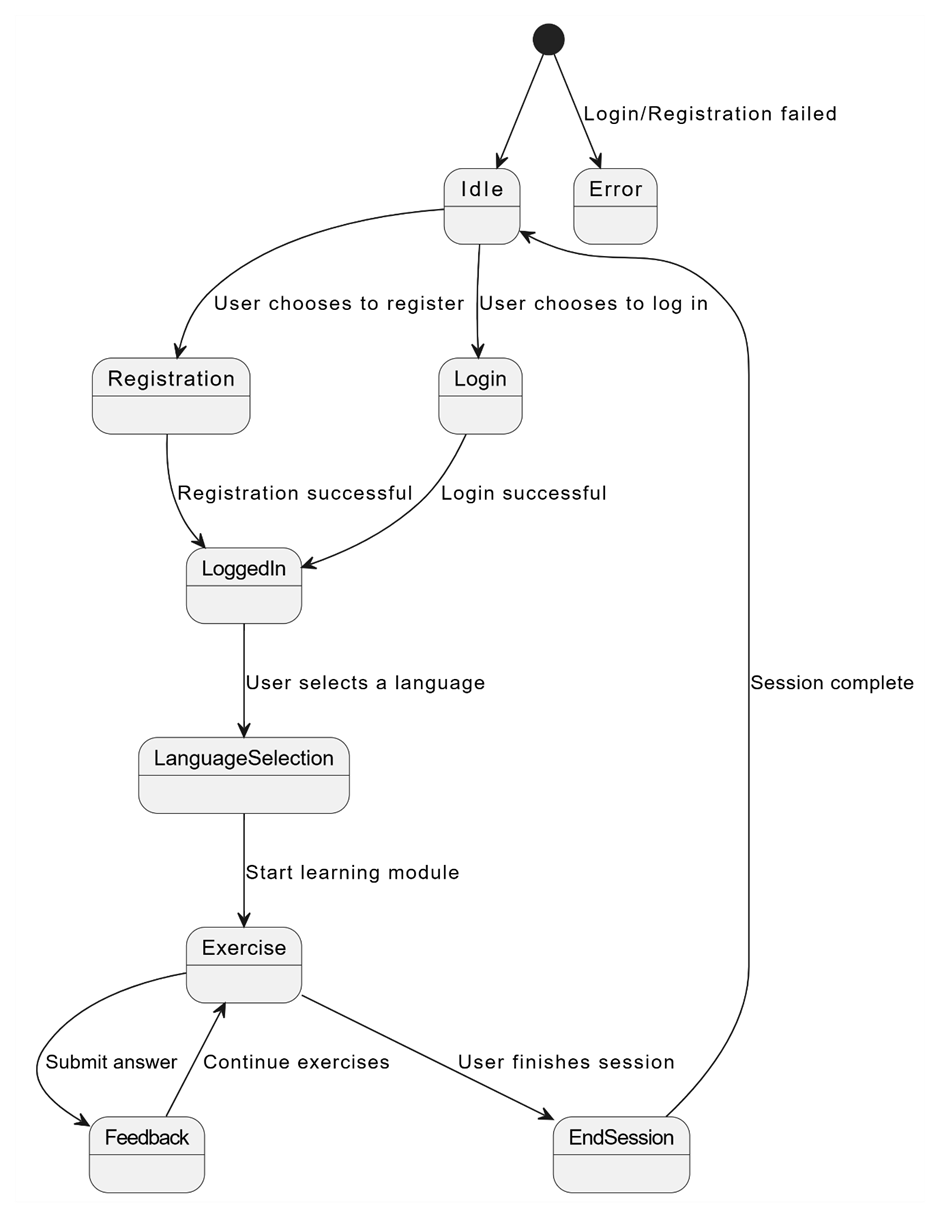 Login/Registration failed
Idle
Error
User chooses to register
User chooses to log in
Registration
Login
Registration successful
Login successful
LoggedIn
User selects a language
Session complete
LanguageSelection
Start learning module
Exercise
Submit answer
Continue exercises
User finishes session
Feedback
EndSession